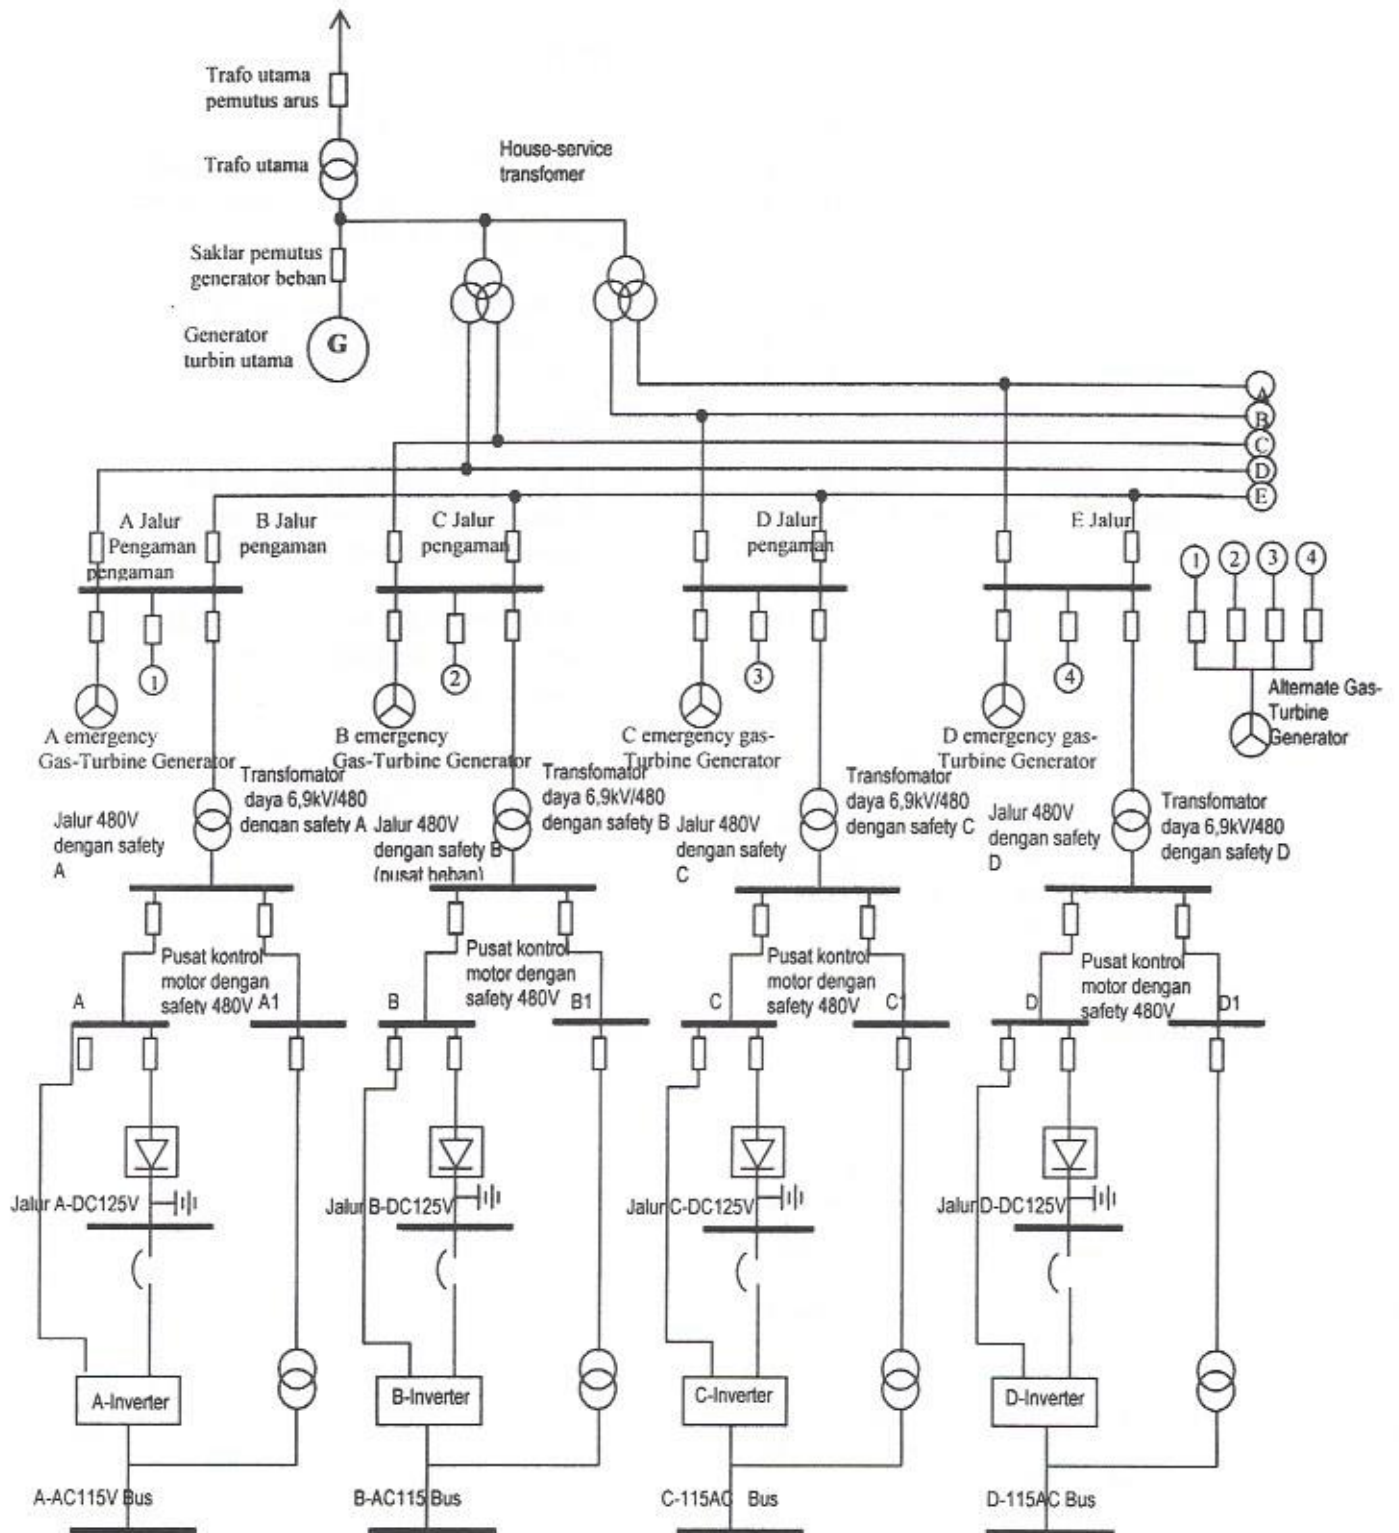 Trafo utama
pemutus arus
Trafo utama
House-service
transfomer
Saklar pemutus
generator beban
Generator
turbin utama
G
A
B
C
D
E
A Jalur
Pengaman
pengaman
B Jalur
pengaman
C Jalur
pengaman
D Jalur
pengaman
E Jalur
1
2
3
4
1
2
3
4
Alternate Gas-
Turbine
Generator
A emergency
Gas-Turbine Generator
B emergency
Gas-Turbine Generator
C emergency gas-
Turbine Generator
D emergency gas-
Turbine Generator
Transfomator
daya 6,9kV/480
dengan safety A
Transfomator
daya 6,9kV/480
dengan safety B
Transfomator
daya 6,9kV/480
dengan safety C
Transfomator
daya 6,9kV/480
dengan safety D
Jalur 480V
dengan safety
A
Jalur 480V
dengan safety B
(pusat beban)
Jalur 480V
dengan safety
C
Jalur 480V
dengan safety
D
Pusat kontrol
motor dengan
safety 480V
A
A1
Pusat kontrol
motor dengan
safety 480V
B
B1
Pusat kontrol
motor dengan
safety 480V
C
C1
Pusat kontrol
motor dengan
safety 480V
D
D1
Jalur A-DC125V
Jalur B-DC125V
Jalur C-DC125V
Jalur D-DC125V
A-Inverter
B-Inverter
C-Inverter
D-Inverter
A-AC115V Bus
B-AC115 Bus
C-115AC Bus
D-115AC Bus